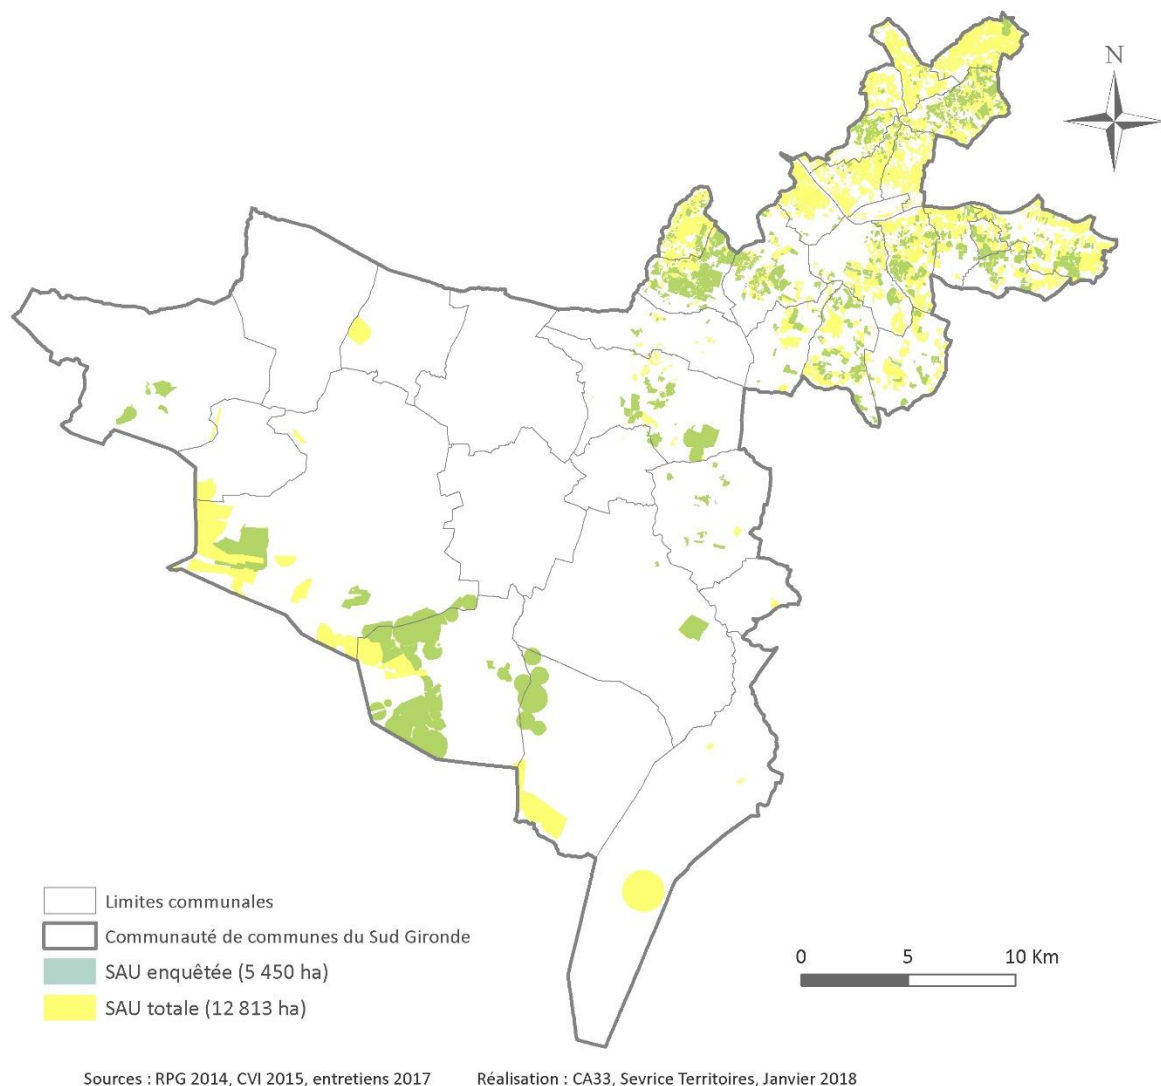 N
Limites communales
Communauté de communes du Sud Gironde
SAU enquêtée (5 450 ha)
SAU totale (12 813 ha)
0 5 10 Km
Sources : RPG 2014, CVI 2015, entretiens 2017 Réalisation : CA33, Sevrice Territoires, Janvier 2018